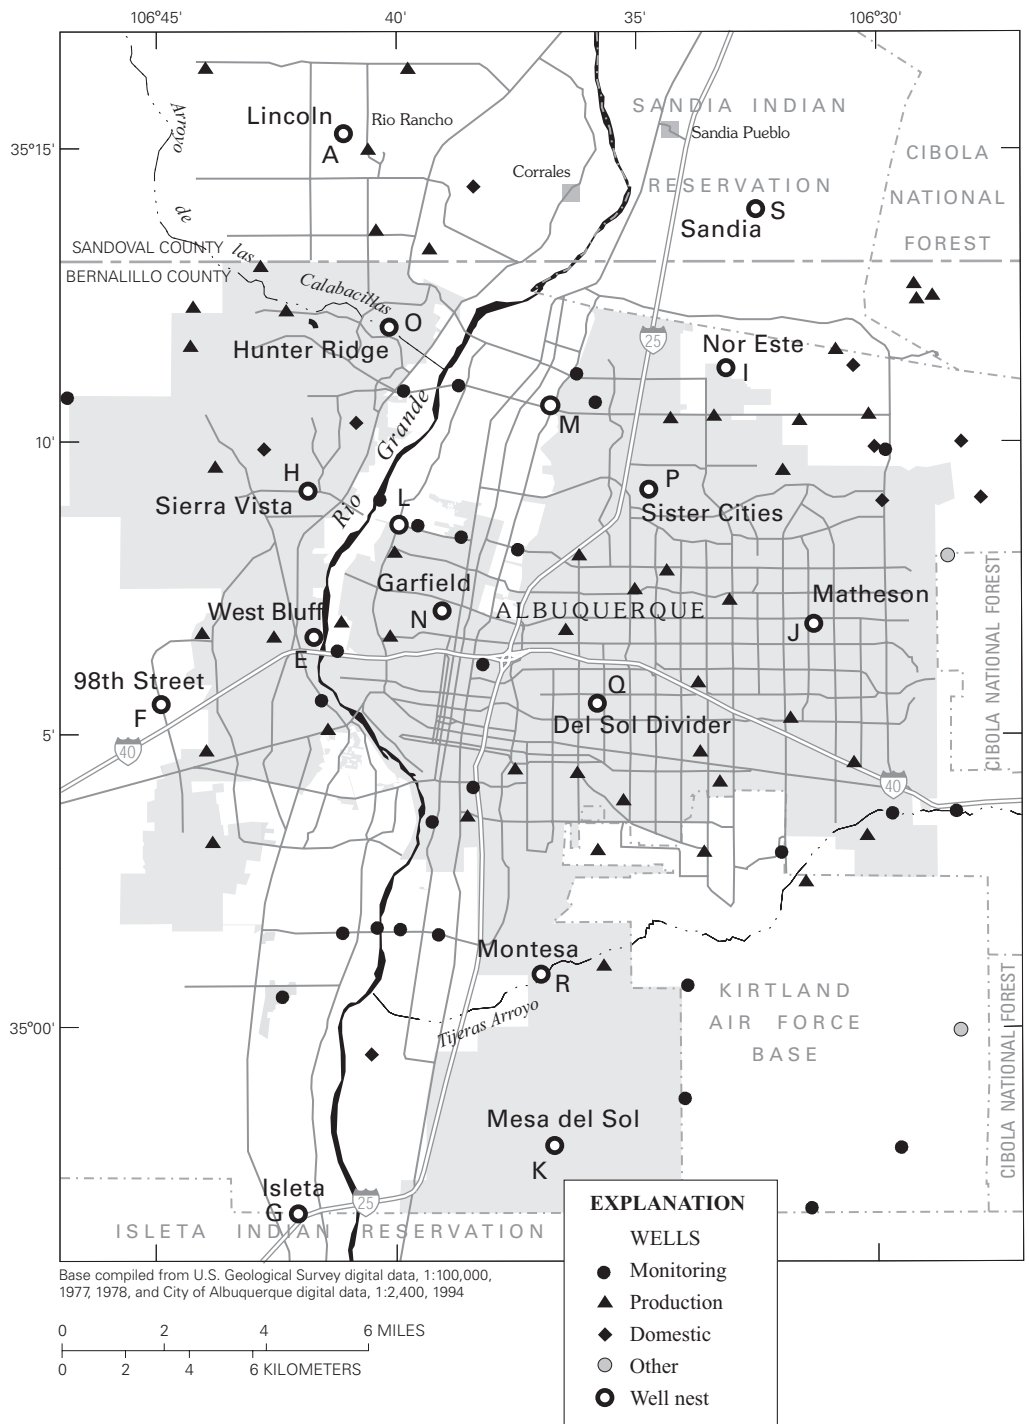 106°45' 40' 35' 106°30'
SANDIA INDIAN
Arroyo
Lincoln
Rio Rancho
Sandia Pueblo
35°15'
A
CIBOLA
Corrales
RESERVATION
NATIONAL
de
S
Sandia
FOREST
SANDOVAL COUNTY
las
BERNALILLO COUNTY
Calabacillas
O
25
Hunter Ridge
Nor Este
I
Grande
M
10'
H
P
L
Sierra Vista
Rio
Sister Cities
Garfield
Matheson
West Bluff
N
ALBUQUERQUE
J
E
CIBOLA NATIONAL FOREST
98th Street
Q
F
Del Sol Divider
5'
40
40
Montesa
R
KIRTLAND
AIR FORCE
BASE
35°00'
Tijeras Arroyo
CIBOLA NATIONAL FOREST
Mesa del Sol
K
Isleta
G
25
ISLETA INDIAN RESERVATION
EXPLANATION
WELLS
Monitoring
Production
Domestic
Other
Well nest
Base compiled from U.S. Geological Survey digital data, 1:100,000,
1977, 1978, and City of Albuquerque digital data, 1:2,400, 1994
0 2 4 6 MILES
0 2 4 6 KILOMETERS